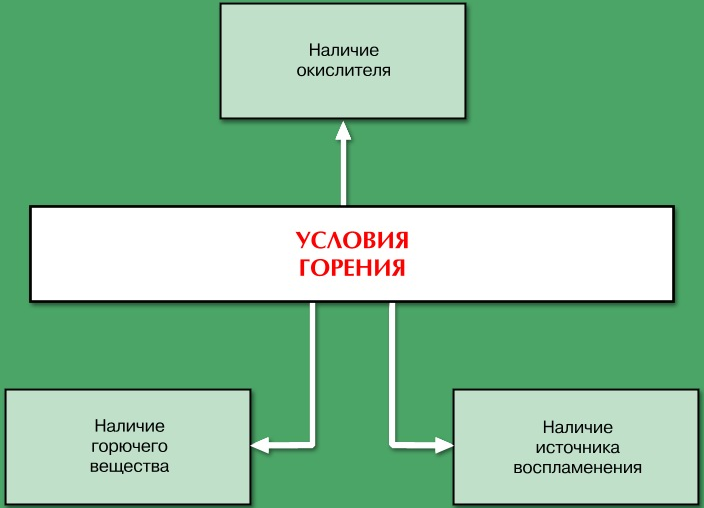 Наличие
окислителя
УСЛОВИЯ
ГОРЕНИЯ
Наличие
горючего
вещества
Наличие
источника
воспламенения